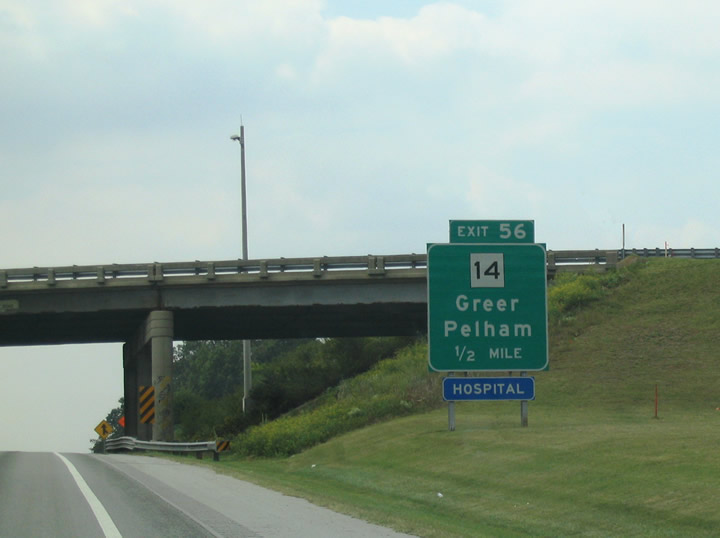 EXIT 56
14
Greer
Pelham
1/2 MILE
HOSPITAL